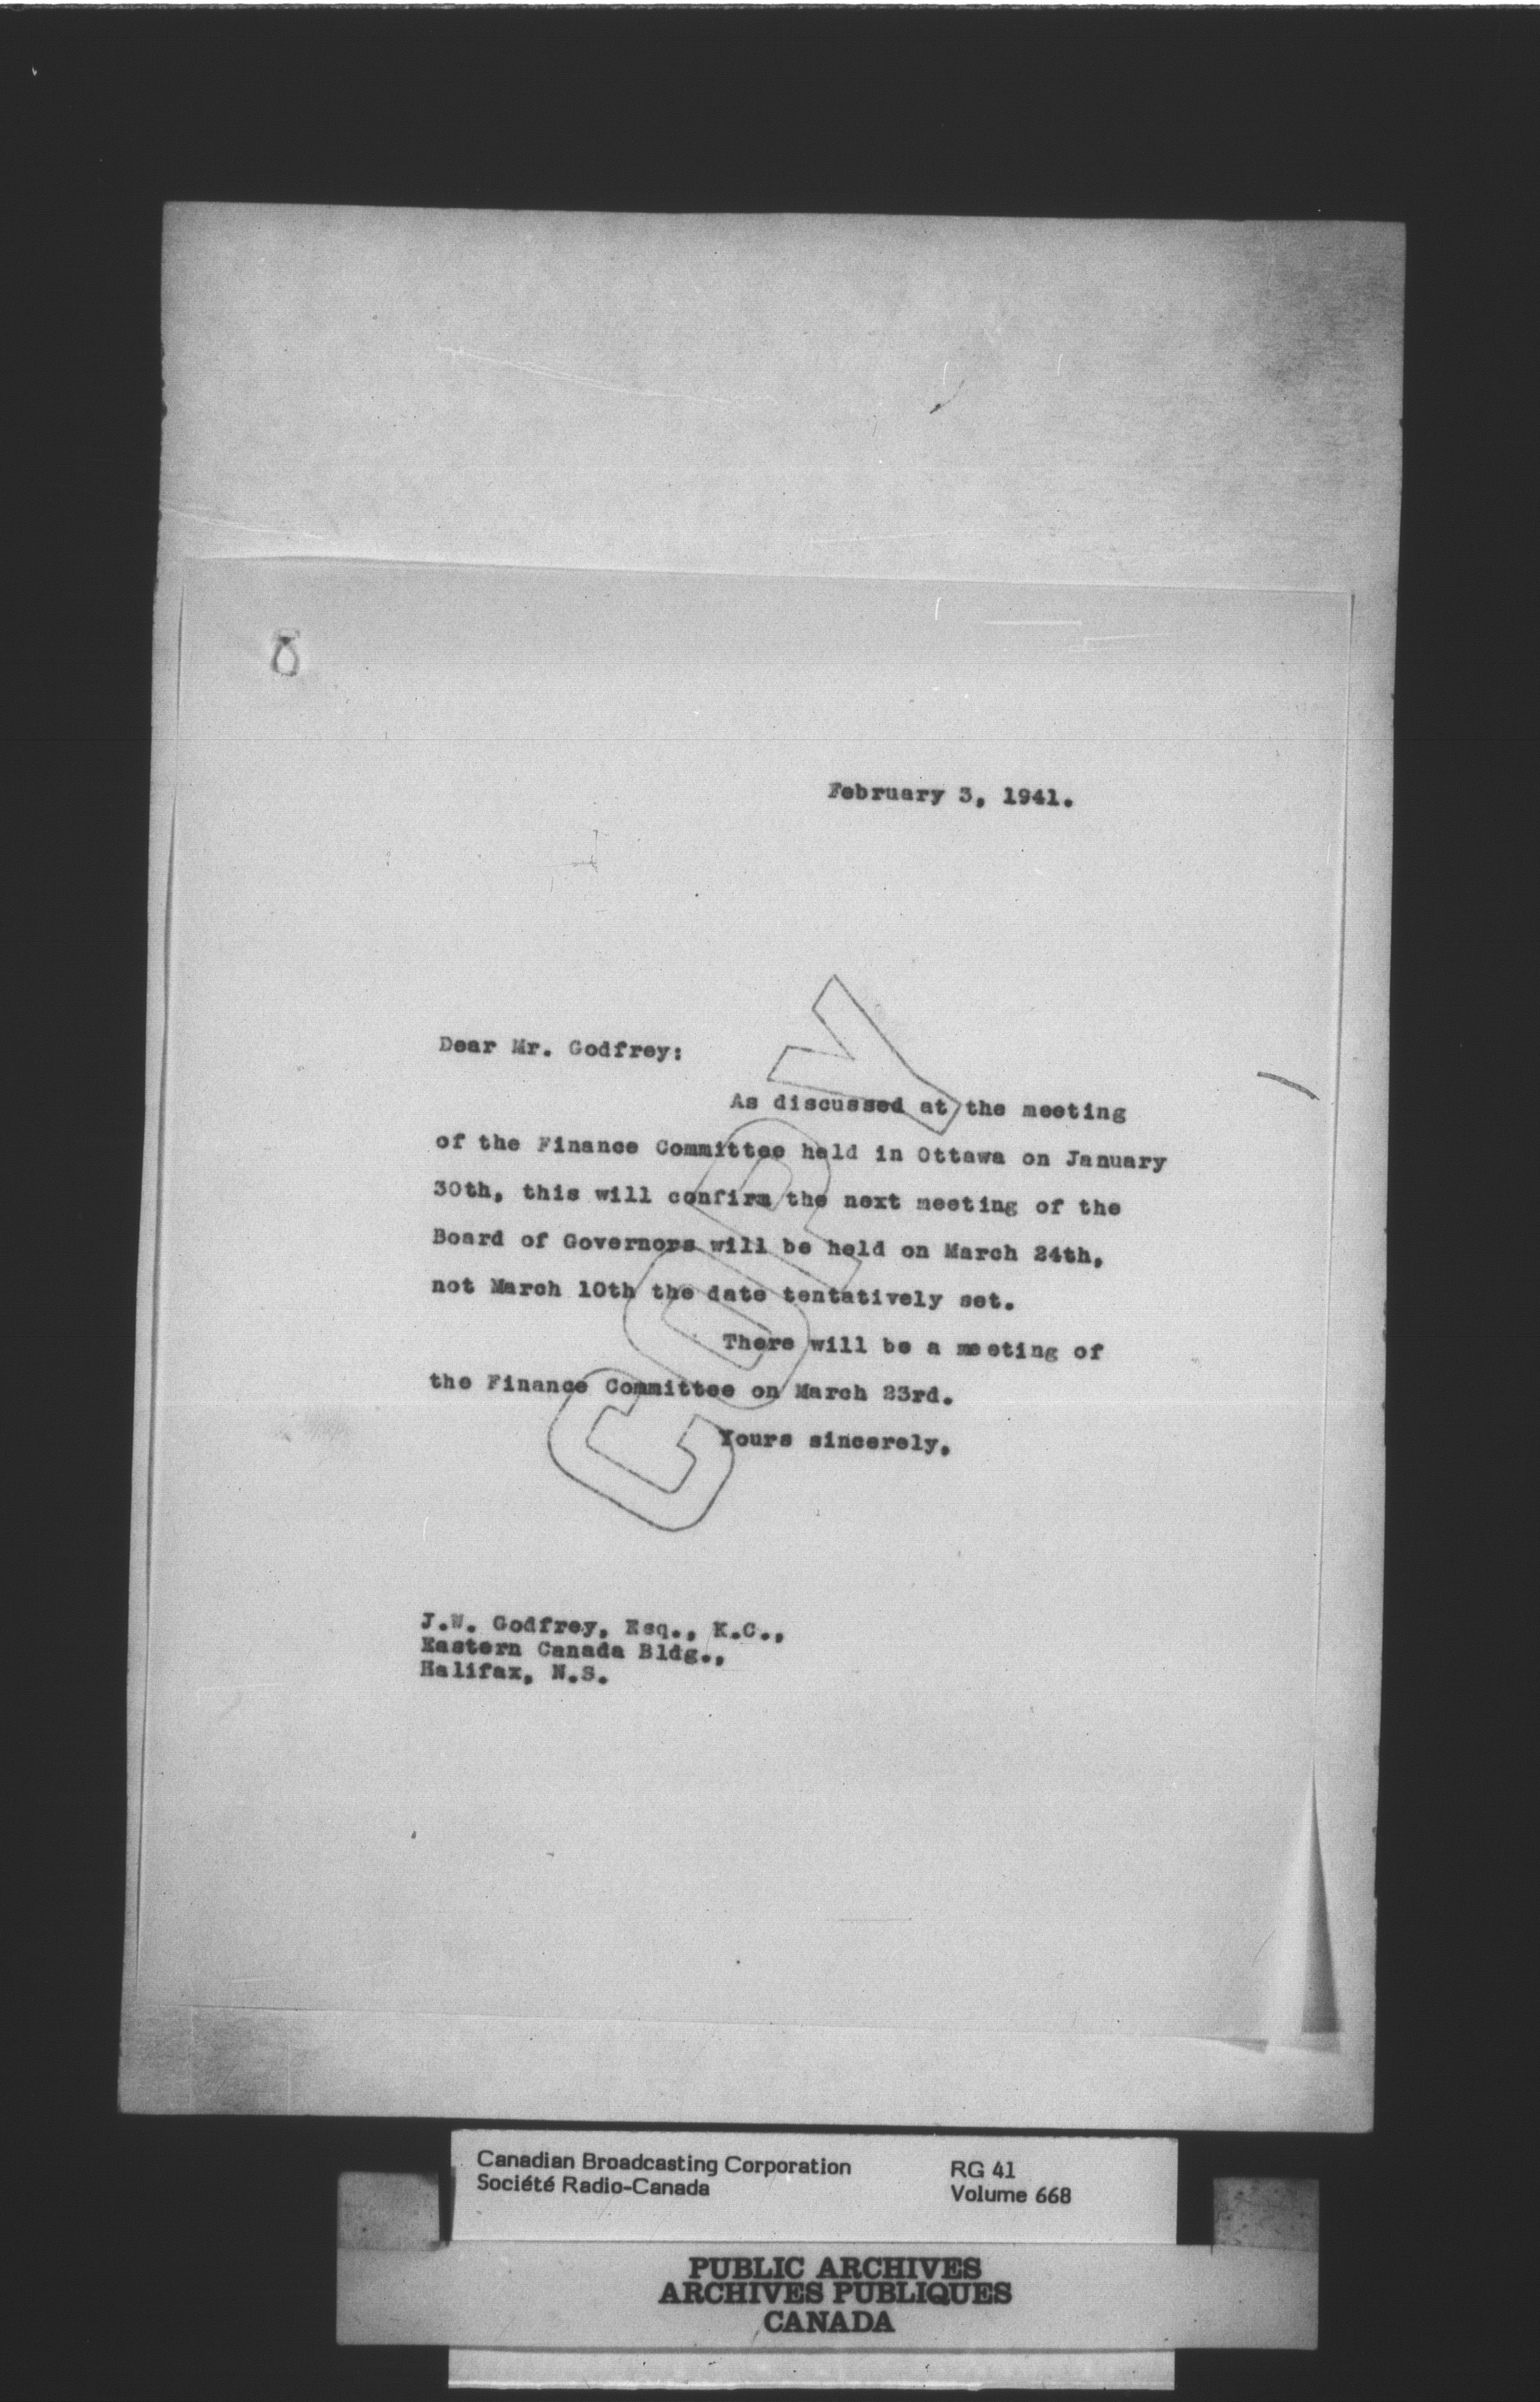 8
February 3, 1941.
Dear Mr. Godfrey:
As discussed at the meeting
of the Finance Committee held in Ottawa on January
30th, this will confirm the next meeting of the
Board of Governors will be held on March 24th,
not March 10th the date tentatively set.
There will be a meeting of
the Finance Committee on March 23rd.
Yours sincerely,
COPY
J.W. Godfrey, Esq., K.C.,
Eastern Canada Bldg.,
Halifax, N.S.
Canadian Broadcasting Corporation
Société Radio-Canada
RG 41
Volume 668
PUBLIC ARCHIVES
ARCHIVES PUBLIQUES
CANADA